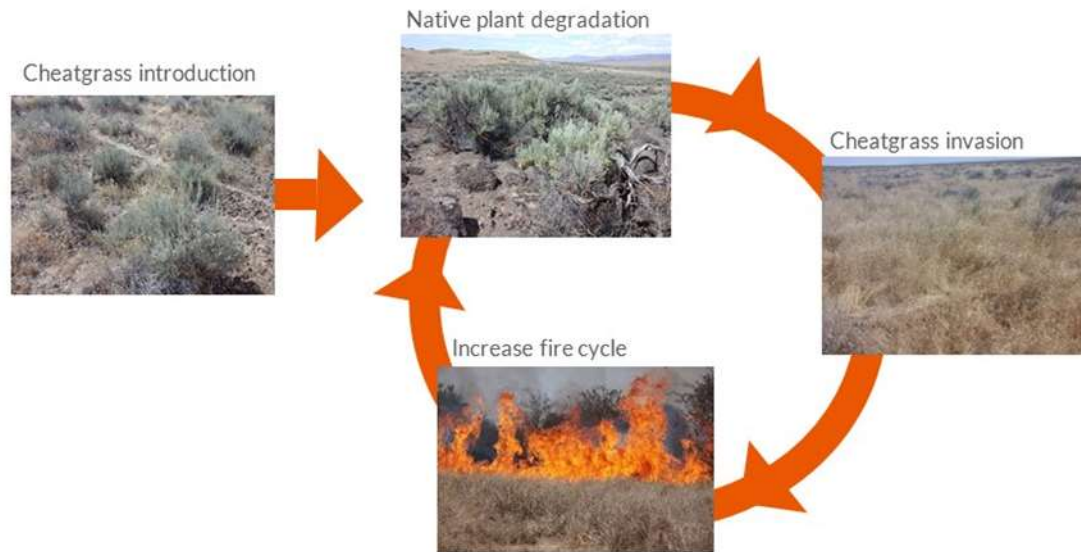 Native plant degradation
Cheatgrass introduction
Cheatgrass invasion
Increase fire cycle